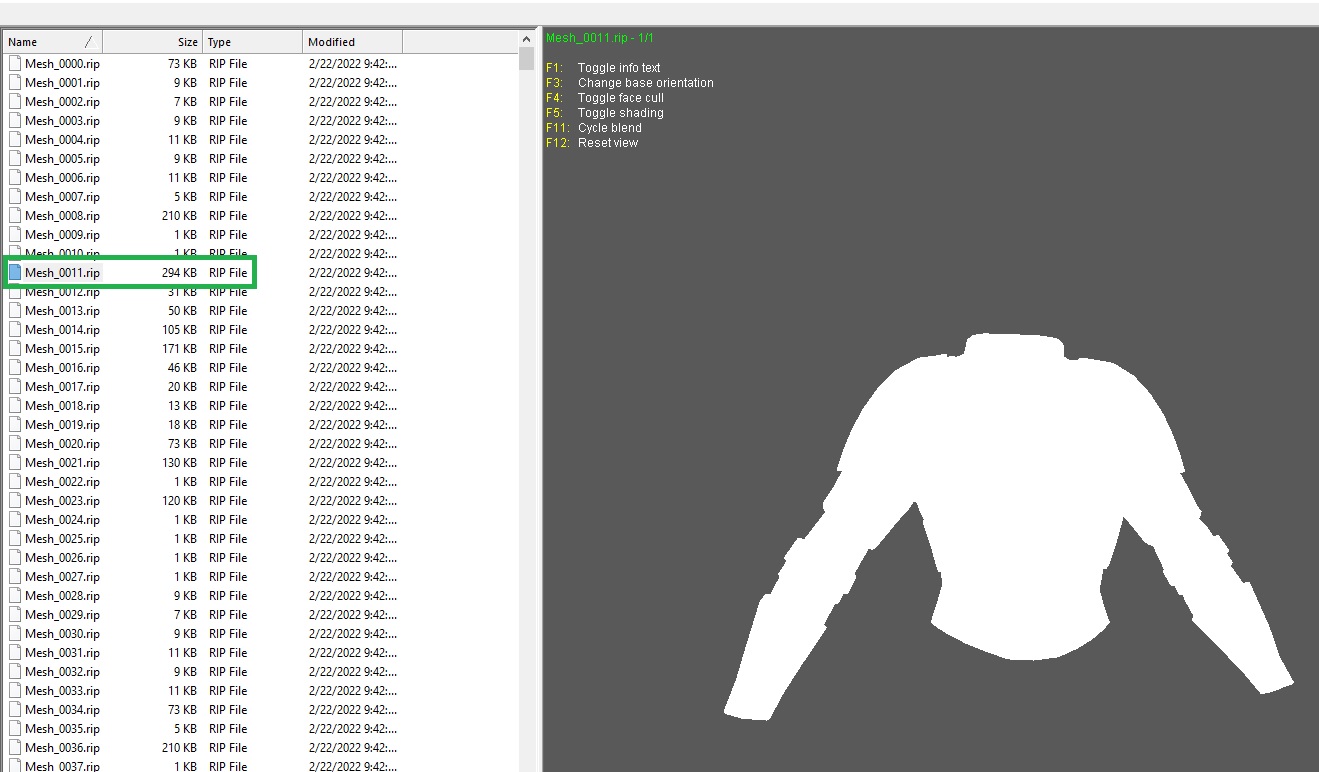 Name Size Type Modified
Mesh_0000.rip 73 KB RIP File 2/22/2022 9:42:...
Mesh_0001.rip 9 KB RIP File 2/22/2022 9:42:...
Mesh_0002.rip 7 KB RIP File 2/22/2022 9:42:...
Mesh_0003.rip 9 KB RIP File 2/22/2022 9:42:...
Mesh_0004.rip 11 KB RIP File 2/22/2022 9:42:...
Mesh_0005.rip 9 KB RIP File 2/22/2022 9:42:...
Mesh_0006.rip 11 KB RIP File 2/22/2022 9:42:...
Mesh_0007.rip 5 KB RIP File 2/22/2022 9:42:...
Mesh_0008.rip 210 KB RIP File 2/22/2022 9:42:...
Mesh_0009.rip 1 KB RIP File 2/22/2022 9:42:...
Mesh_0010.rip 1 KB RIP File 2/22/2022 9:42:...
Mesh_0011.rip 294 KB RIP File 2/22/2022 9:42:...
Mesh_0012.rip 31 KB RIP File 2/22/2022 9:42:...
Mesh_0013.rip 50 KB RIP File 2/22/2022 9:42:...
Mesh_0014.rip 105 KB RIP File 2/22/2022 9:42:...
Mesh_0015.rip 171 KB RIP File 2/22/2022 9:42:...
Mesh_0016.rip 46 KB RIP File 2/22/2022 9:42:...
Mesh_0017.rip 20 KB RIP File 2/22/2022 9:42:...
Mesh_0018.rip 13 KB RIP File 2/22/2022 9:42:...
Mesh_0019.rip 18 KB RIP File 2/22/2022 9:42:...
Mesh_0020.rip 73 KB RIP File 2/22/2022 9:42:...
Mesh_0021.rip 130 KB RIP File 2/22/2022 9:42:...
Mesh_0022.rip 1 KB RIP File 2/22/2022 9:42:...
Mesh_0023.rip 120 KB RIP File 2/22/2022 9:42:...
Mesh_0024.rip 1 KB RIP File 2/22/2022 9:42:...
Mesh_0025.rip 1 KB RIP File 2/22/2022 9:42:...
Mesh_0026.rip 1 KB RIP File 2/22/2022 9:42:...
Mesh_0027.rip 1 KB RIP File 2/22/2022 9:42:...
Mesh_0028.rip 9 KB RIP File 2/22/2022 9:42:...
Mesh_0029.rip 7 KB RIP File 2/22/2022 9:42:...
Mesh_0030.rip 9 KB RIP File 2/22/2022 9:42:...
Mesh_0031.rip 11 KB RIP File 2/22/2022 9:42:...
Mesh_0032.rip 9 KB RIP File 2/22/2022 9:42:...
Mesh_0033.rip 11 KB RIP File 2/22/2022 9:42:...
Mesh_0034.rip 73 KB RIP File 2/22/2022 9:42:...
Mesh_0035.rip 5 KB RIP File 2/22/2022 9:42:...
Mesh_0036.rip 210 KB RIP File 2/22/2022 9:42:...
Mesh_0037.rip 1 KB RIP File 2/22/2022 9:42:...
Mesh_0011.rip - 1/1
F1: Toggle info text
F3: Change base orientation
F4: Toggle face cull
F5: Toggle shading
F11: Cycle blend
F12: Reset view